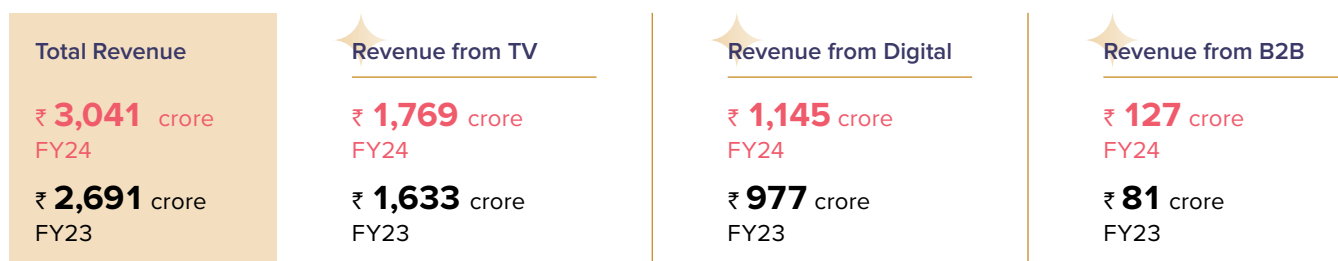 Total Revenue
₹ 3,041 crore
FY24
₹ 2,691 crore
FY23
Revenue from TV
₹ 1,769 crore
FY24
₹ 1,633 crore
FY23
Revenue from Digital
₹ 1,145 crore
FY24
₹ 977 crore
FY23
Revenue from B2B
₹ 127 crore
FY24
₹ 81 crore
FY23